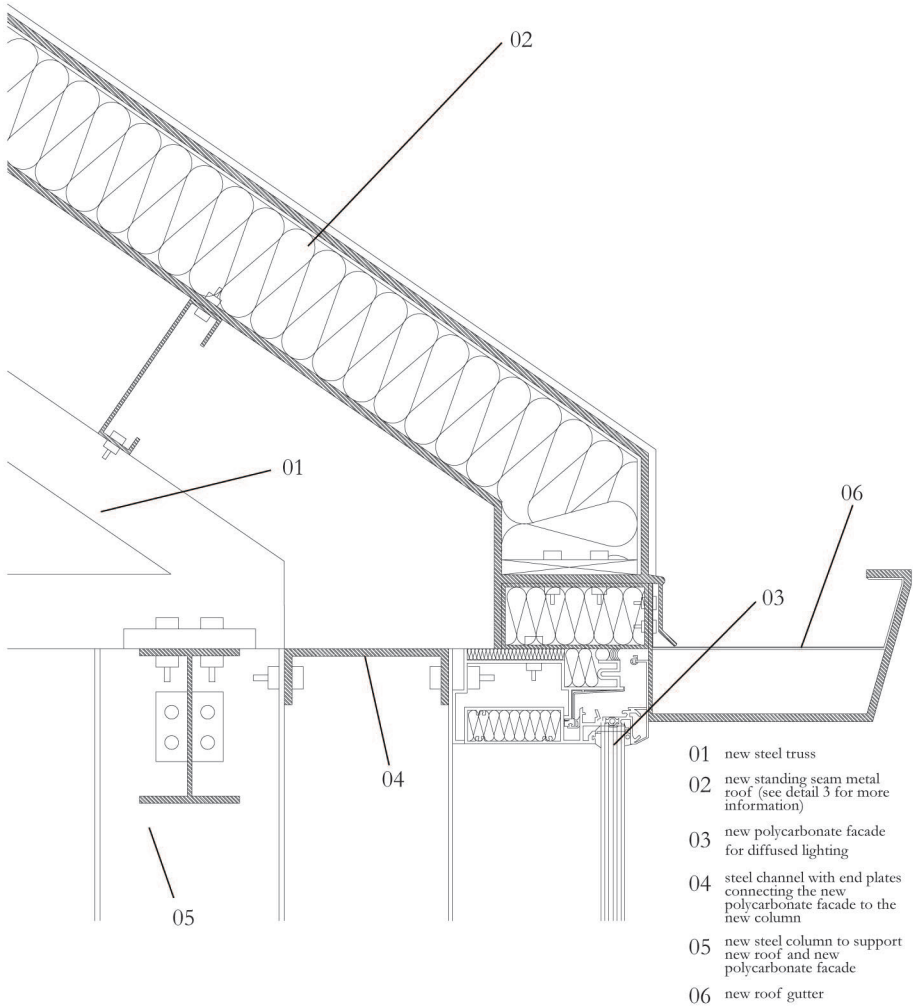 02
01
06
03
04
05
01 new steel truss
02 new standing seam metal
roof (see detail 3 for more
information)
03 new polycarbonate facade
for diffused lighting
04 steel channel with end plates
connecting the new
polycarbonate facade to the
new column
05 new steel column to support
new roof and new
polycarbonate facade
06 new roof gutter